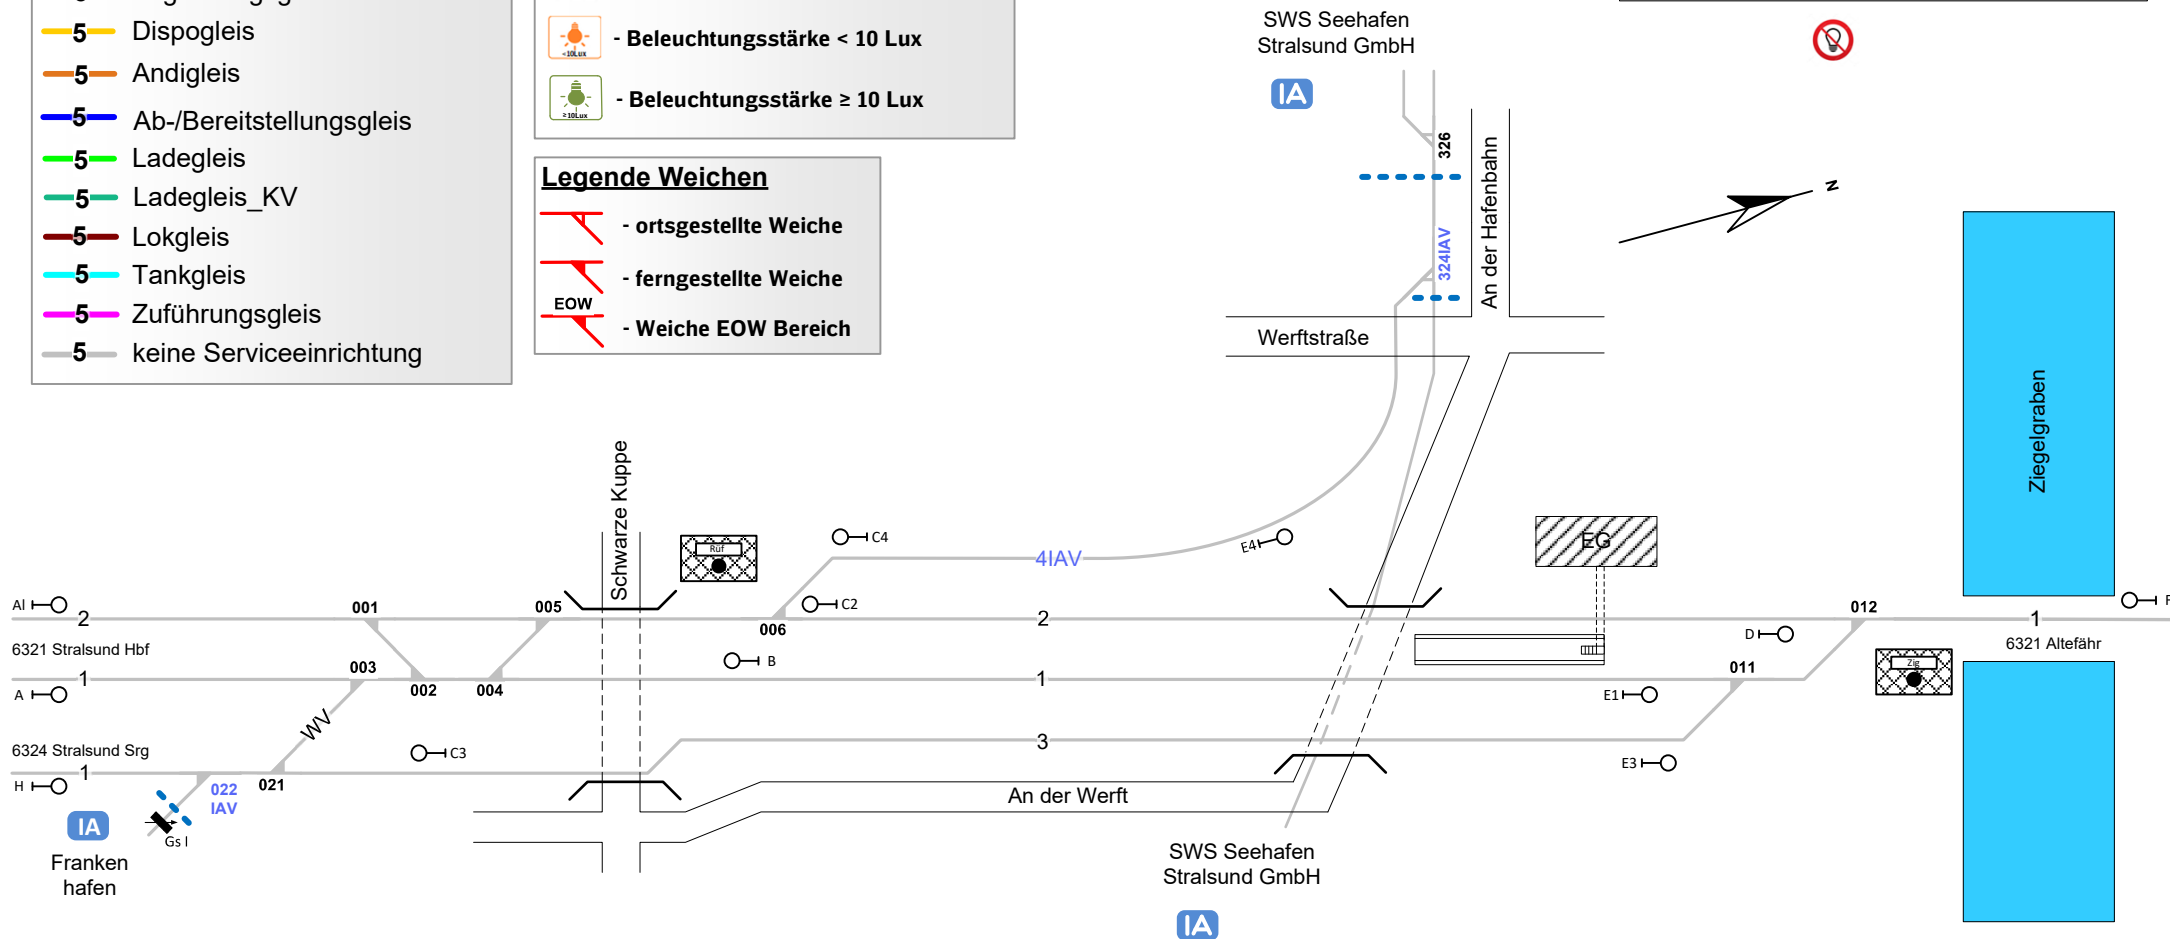 5 Dispogleis
5 Andigleis
5 Ab-/Bereitstellungsgleis
5 Ladegleis
5 Ladegleis_KV
5 Lokgleis
5 Tankgleis
5 Zuführungsgleis
5 keine Serviceeinrichtung
<10Lux
- Beleuchtungsstärke < 10 Lux
≥10Lux
- Beleuchtungsstärke ≥ 10 Lux
Legende Weichen
- ortsgestellte Weiche
- ferngestellte Weiche
EOW
- Weiche EOW Bereich
SWS Seehafen
Stralsund GmbH
IA
326
324IAV
An der Hafenbahn
Werftstraße
N
Ziegelgraben
Schwarze Kuppe
Rüf
C4
E4
4IAV
EG
AI
2
001
005
006
C2
2
012
D
1
F
6321 Stralsund Hbf
6321 Altefähr
Zig
B
003
1
002
004
1
011
A
E1
WV
6324 Stralsund Srg
C3
3
E3
1
H
022
IAV
021
Gs I
IA
Franken
hafen
An der Werft
SWS Seehafen
Stralsund GmbH
IA